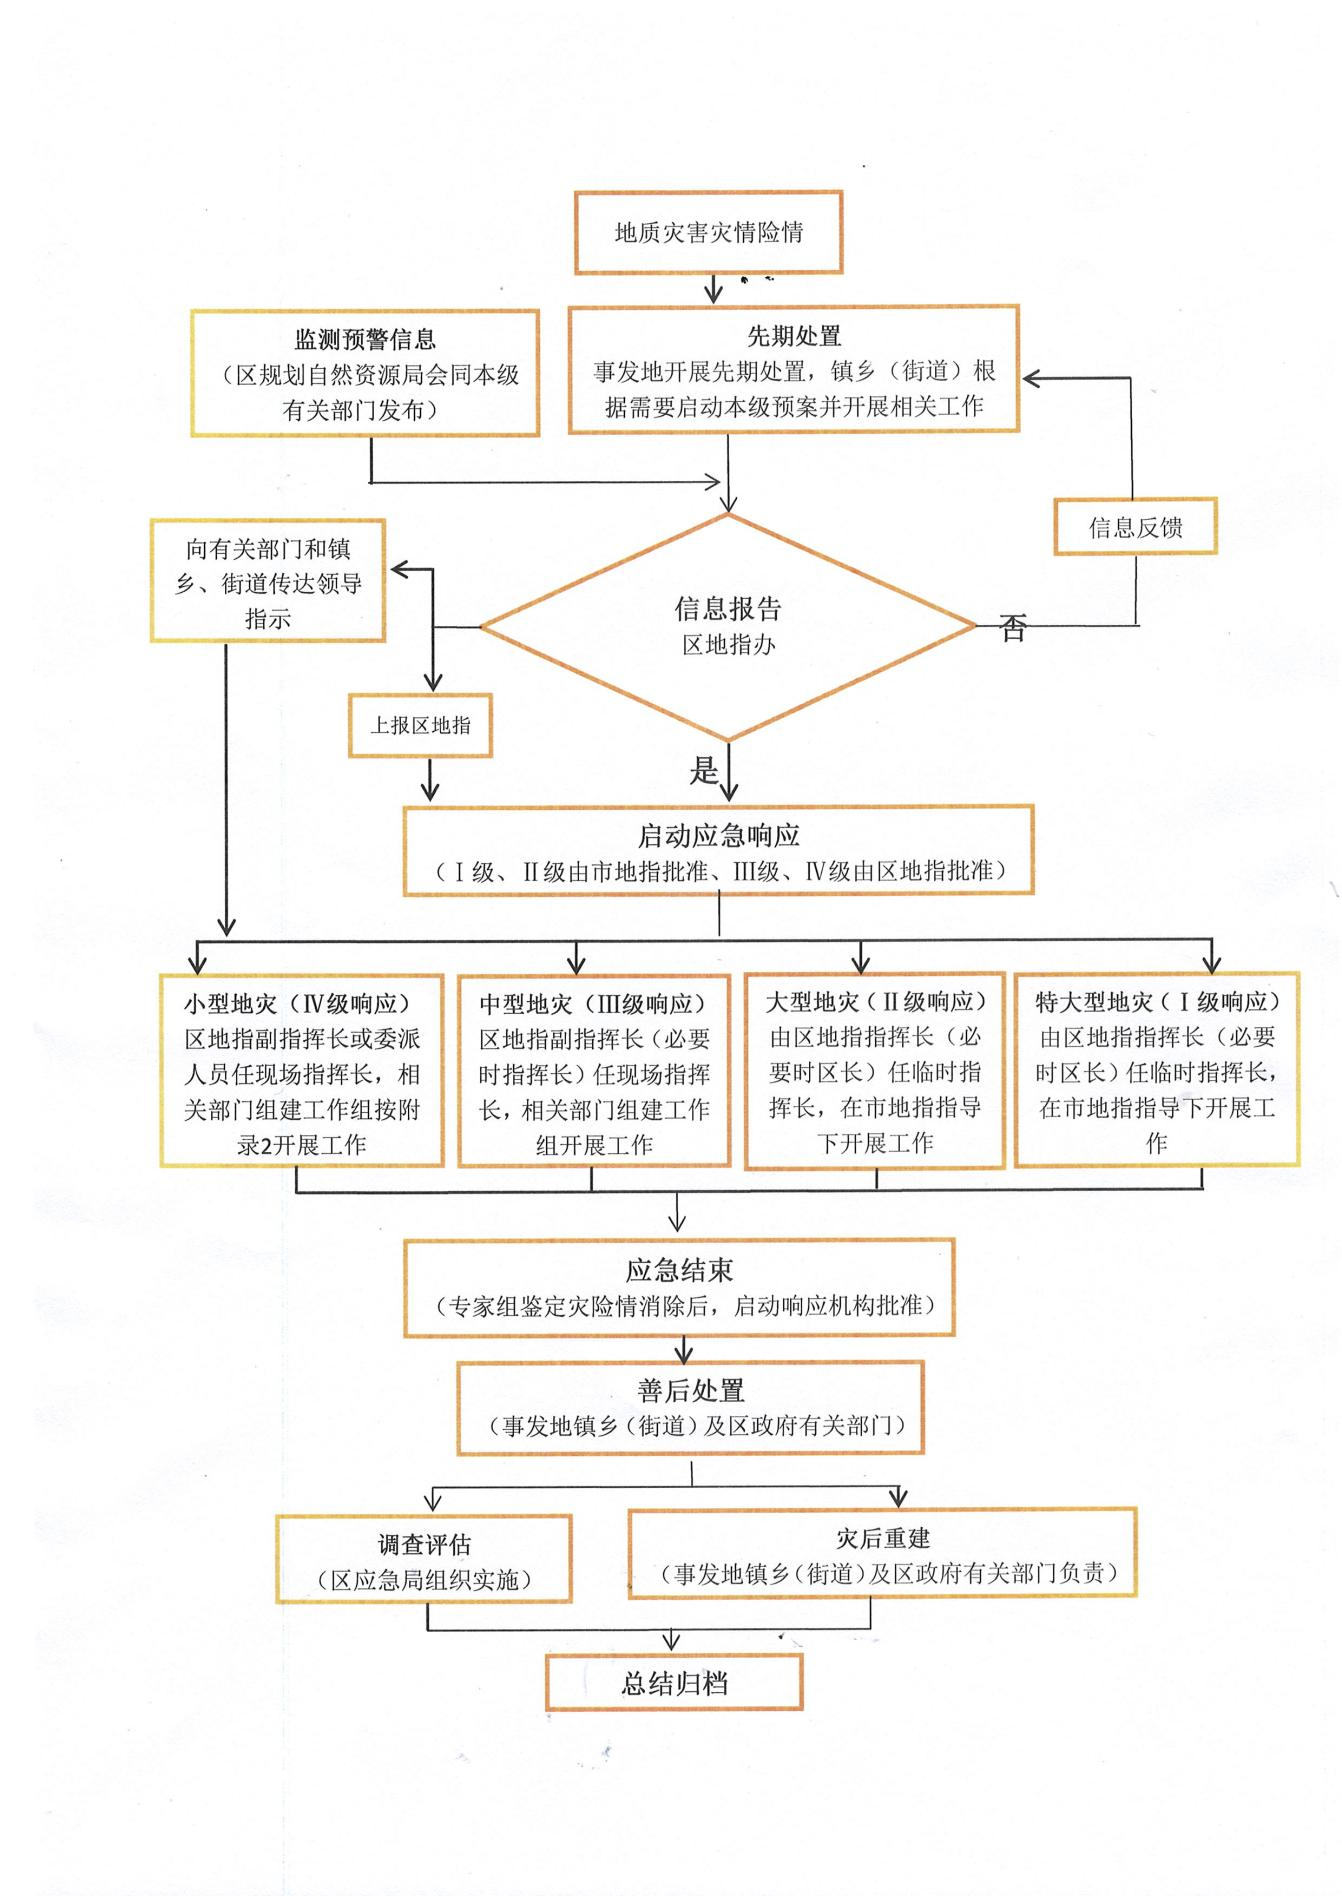 地质灾害灾情险情
监测预警信息
（区规划自然资源局会同本级
有关部门发布）
先期处置
事发地开展先期处置，镇乡（街道）根
据需要启动本级预案并开展相关工作
信息反馈
向有关部门和镇
乡、街道传达领导
指示
信息报告
区地指办
否
上报区地指
是
启动应急响应
（Ⅰ级、Ⅱ级由市地指批准、Ⅲ级、Ⅳ级由区地指批准）
小型地灾（Ⅳ级响应）
区地指副指挥长或委派
人员任现场指挥长，相
关部门组建工作组按附
录2开展工作
中型地灾（Ⅲ级响应）
区地指副指挥长（必要
时指挥长）任现场指挥
长，相关部门组建工作
组开展工作
大型地灾（Ⅱ级响应）
由区地指指挥长（必
要时区长）任临时指
挥长，在市地指指导
下开展工作
特大型地灾（Ⅰ级响应）
由区地指指挥长（必要
时区长）任临时指挥长，
在市地指指导下开展工
作
应急结束
（专家组鉴定灾险情消除后，启动响应机构批准）
善后处置
（事发地镇乡（街道）及区政府有关部门）
调查评估
（区应急局组织实施）
灾后重建
（事发地镇乡（街道）及区政府有关部门负责）
总结归档